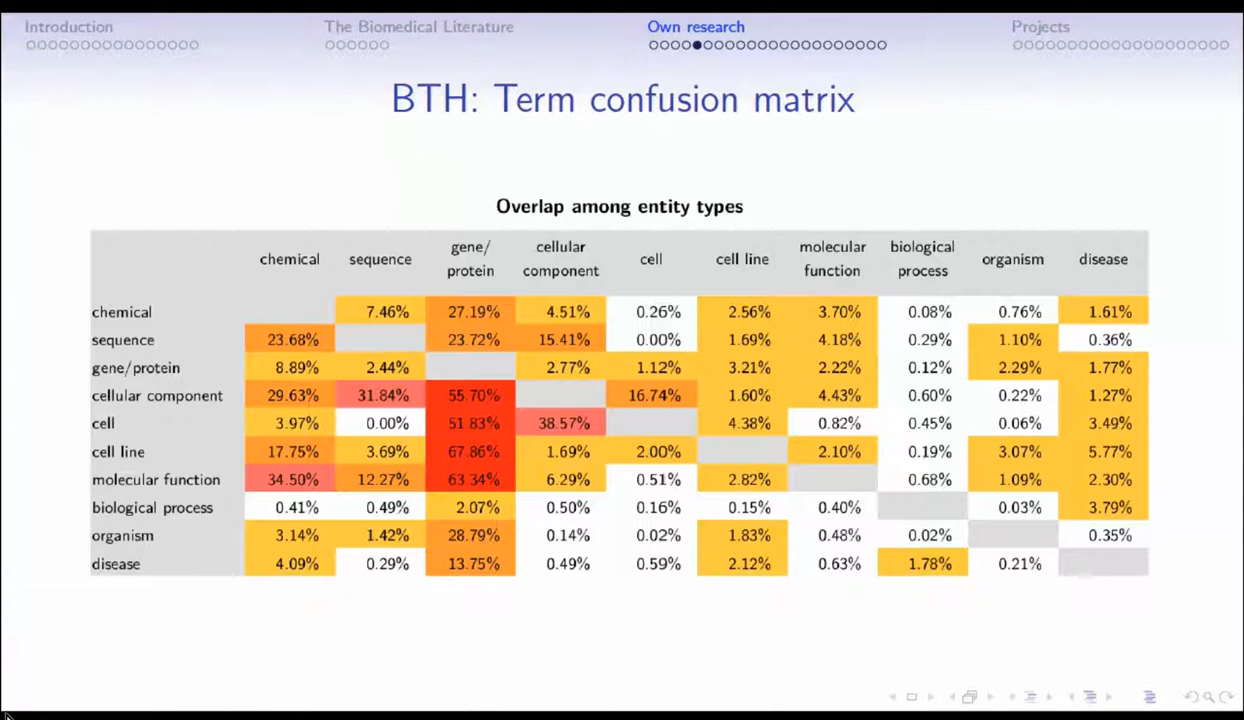 Introduction The Biomedical Literature Own research Projects
BTH: Term confusion matrix
Overlap among entity types
chemical sequence gene/ protein cellular component cell cell line molecular function biological process organism disease
chemical 7.46% 27.19% 4.51% 0.26% 2.56% 3.70% 0.08% 0.76% 1.61%
sequence 23.68% 23.72% 15.41% 0.00% 1.69% 4.18% 0.29% 1.10% 0.36%
gene/protein 8.89% 2.44% 2.77% 1.12% 3.21% 2.22% 0.12% 2.29% 1.77%
cellular component 29.63% 31.84% 55.70% 16.74% 1.60% 4.43% 0.60% 0.22% 1.27%
cell 3.97% 0.00% 51.83% 38.57% 4.38% 0.82% 0.45% 0.06% 3.49%
cell line 17.75% 3.69% 67.86% 1.69% 2.00% 2.10% 0.19% 3.07% 5.77%
molecular function 34.50% 12.27% 63.34% 6.29% 0.51% 2.82% 0.68% 1.09% 2.30%
biological process 0.41% 0.49% 2.07% 0.50% 0.16% 0.15% 0.40% 0.03% 3.79%
organism 3.14% 1.42% 28.79% 0.14% 0.02% 1.83% 0.48% 0.02% 0.35%
disease 4.09% 0.29% 13.75% 0.49% 0.59% 2.12% 0.63% 1.78% 0.21%